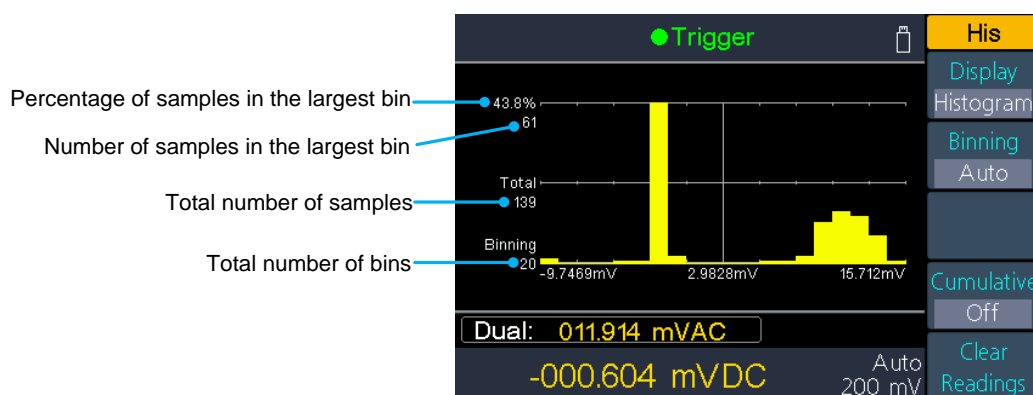 Percentage of samples in the largest bin
Number of samples in the largest bin
Total number of samples
Total number of bins
Trigger
43.8%
61
Total
139
Binning
20
-9.7469mV 2.9828mV 15.712mV
Dual: 011.914 mVAC
-000.604 mVDC
Auto
200 mV
His
Display
Histogram
Binning
Auto
Cumulative
Off
Clear
Readings